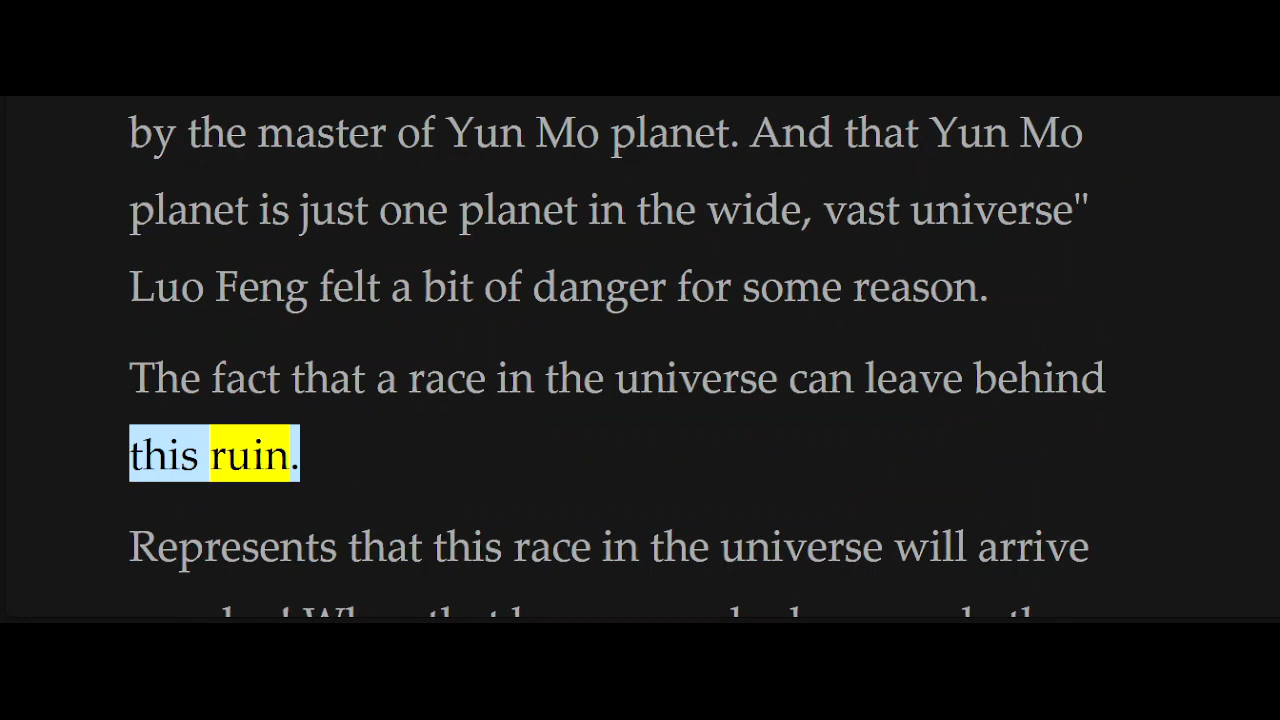 by the master of Yun Mo planet. And that Yun Mo
planet is just one planet in the wide, vast universe"
Luo Feng felt a bit of danger for some reason.
The fact that a race in the universe can leave behind
this ruin.
Represents that this race in the universe will arrive